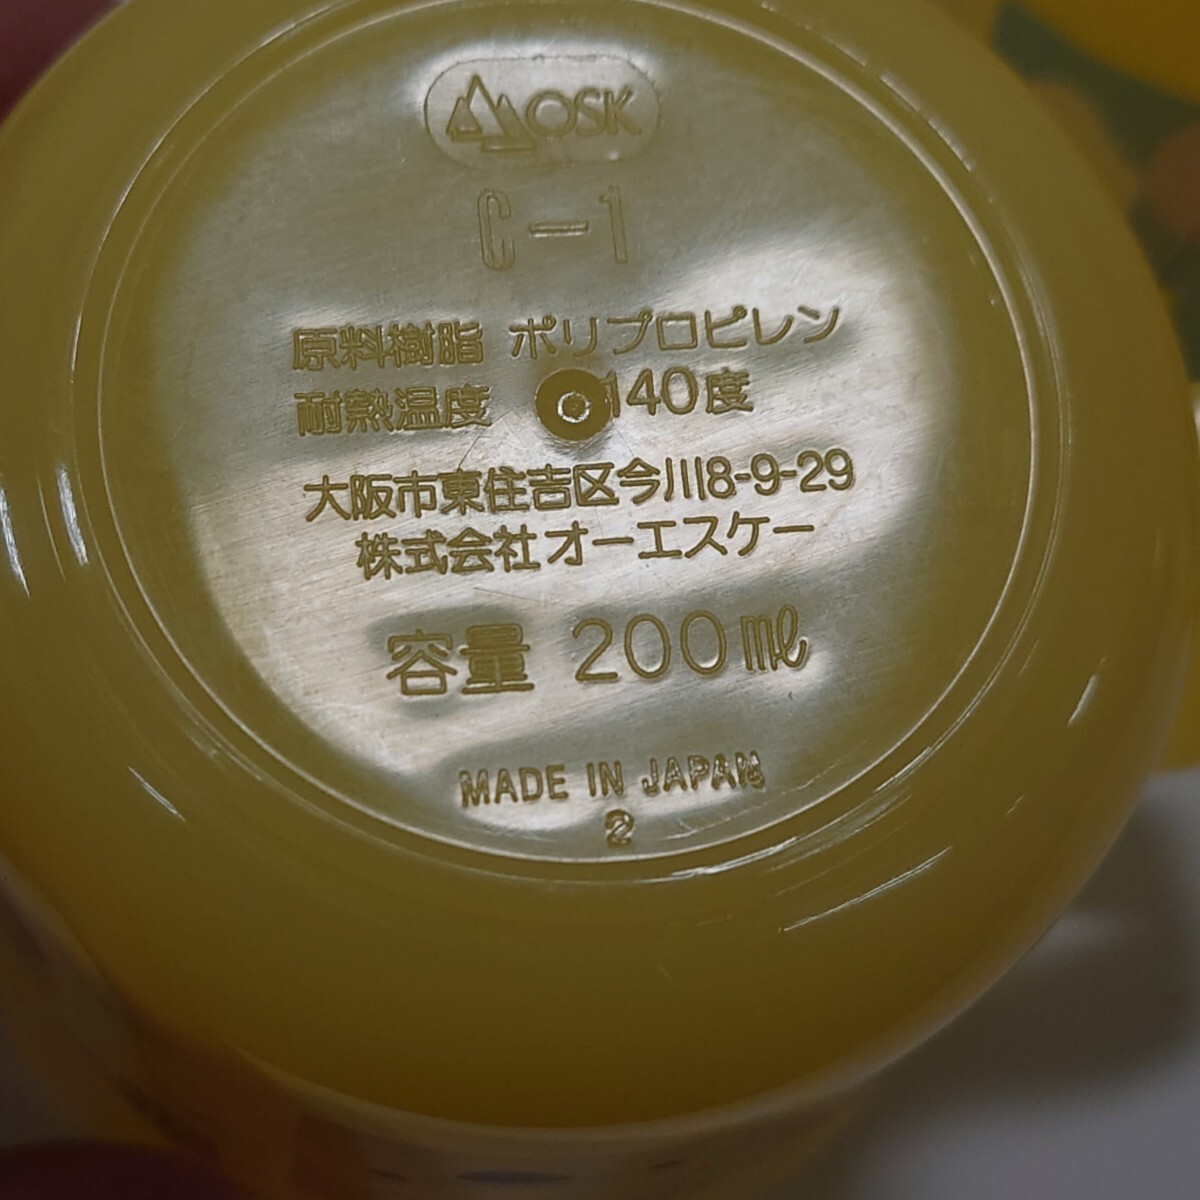 OSK
C-1
原料樹脂 ポリプロピレン
耐熱温度 140度
大阪市東住吉区今川8-9-29
株式会社オーエスケー
容量 200㎖
MADE IN JAPAN
2